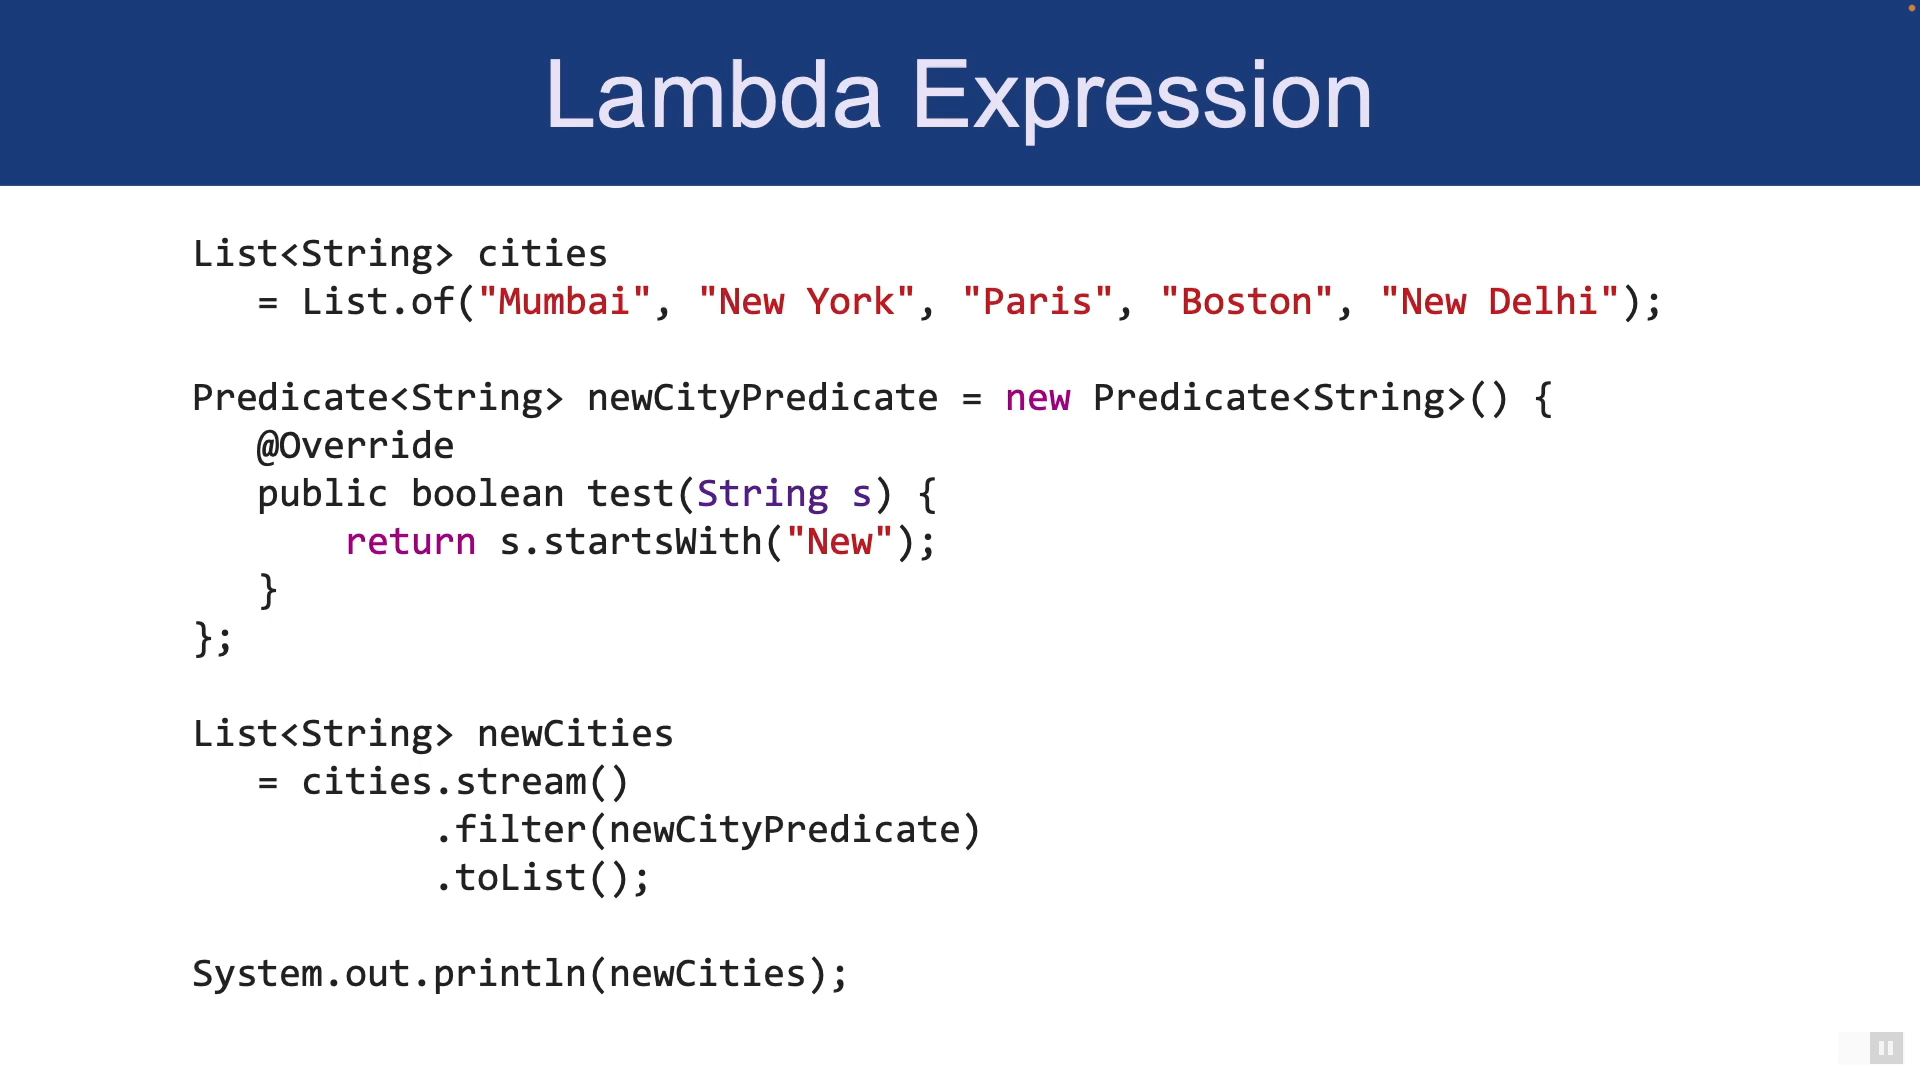 Lambda Expression
List<String> cities
= List.of("Mumbai", "New York", "Paris", "Boston", "New Delhi");
Predicate<String> newCityPredicate = new Predicate<String>() {
@Override
public boolean test(String s) {
return s.startsWith("New");
}
};
List<String> newCities
= cities.stream()
.filter(newCityPredicate)
.toList();
System.out.println(newCities);